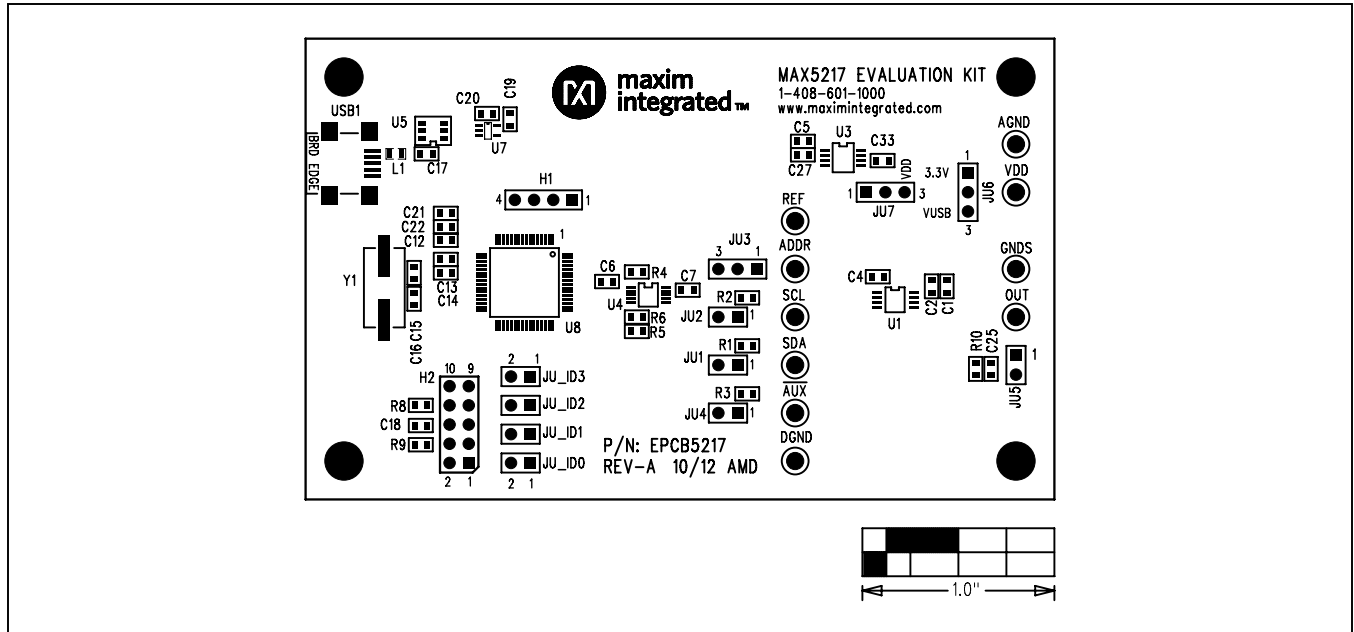 maxim
integrated™
MAX5217 EVALUATION KIT
1-408-601-1000
www.maximintegrated.com
USB1
BRD EDGE
L1
U5
C17
C20
C19
U7
H1
4
1
C21
C22
C12
C13
C14
Y1
C15
C16
1
U8
C6
R4
C7
U4
R6
R5
JU3
3
1
R2
JU2
1
R1
JU1
1
R3
JU4
1
REF
ADDR
SCL
SDA
AUX
DGND
C5
C27
U3
C33
VDD
1
3
JU7
1
3.3V
VUSB
JU6
3
AGND
VDD
GNDS
OUT
C4
U1
C2
C1
R10
C25
1
JU5
H2
10 9
R8
C18
R9
2 1
2 1
JU_ID3
JU_ID2
JU_ID1
JU_ID0
2 1
P/N: EPCB5217
REV-A 10/12 AMD
1.0"